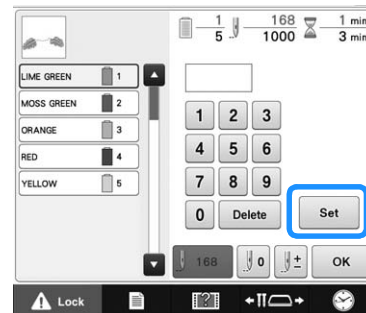 1 168 1 min
5 1000 3 min
LIME GREEN 1
MOSS GREEN 2
ORANGE 3
RED 4
YELLOW 5
1 2 3
4 5 6
7 8 9
0 Delete Set
168 0 ± OK
Lock ?